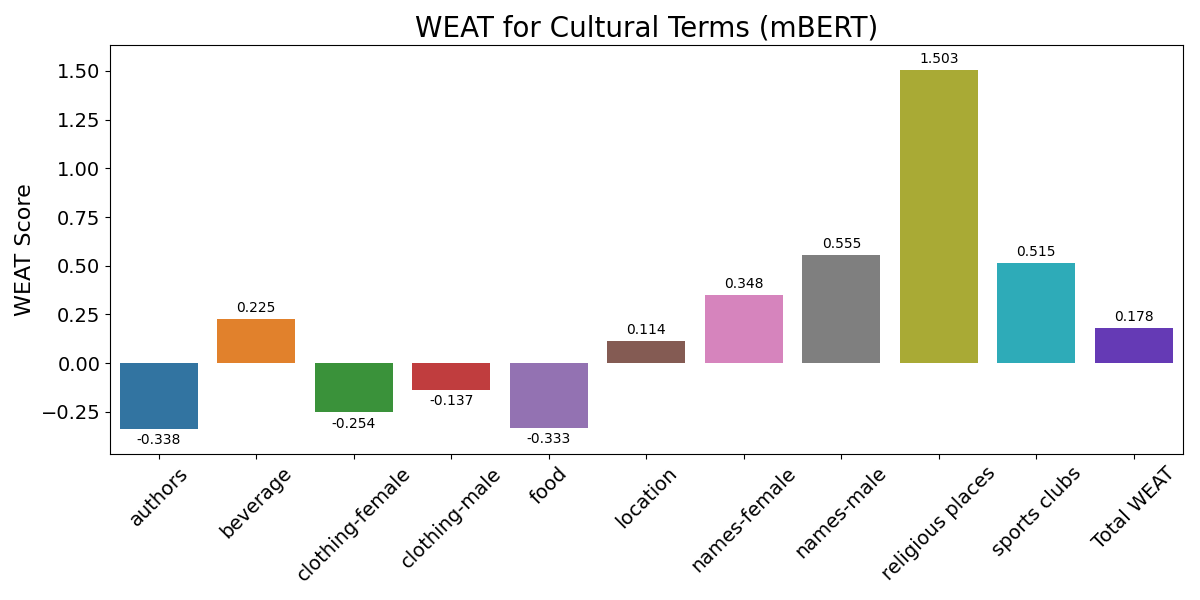 WEAT for Cultural Terms (mBERT)
WEAT Score
1.50
1.25
1.00
0.75
0.50
0.25
0.00
−0.25
-0.338
0.225
-0.254
-0.137
-0.333
0.114
0.348
0.555
1.503
0.515
0.178
authors
beverage
clothing-female
clothing-male
food
location
names-female
names-male
religious places
sports clubs
Total WEAT